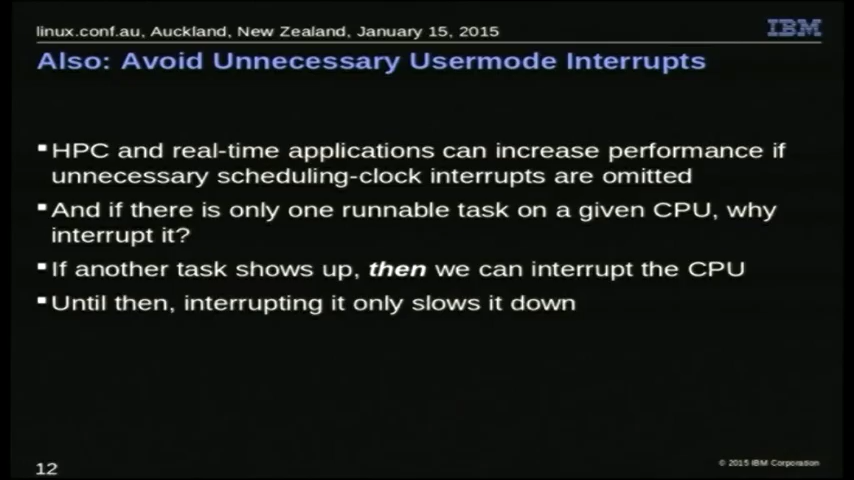 linux.conf.au, Auckland, New Zealand, January 15, 2015
IBM
Also: Avoid Unnecessary Usermode Interrupts
HPC and real-time applications can increase performance if
unnecessary scheduling-clock interrupts are omitted
And if there is only one runnable task on a given CPU, why
interrupt it?
If another task shows up, then we can interrupt the CPU
Until then, interrupting it only slows it down
12
© 2015 IBM Corporation